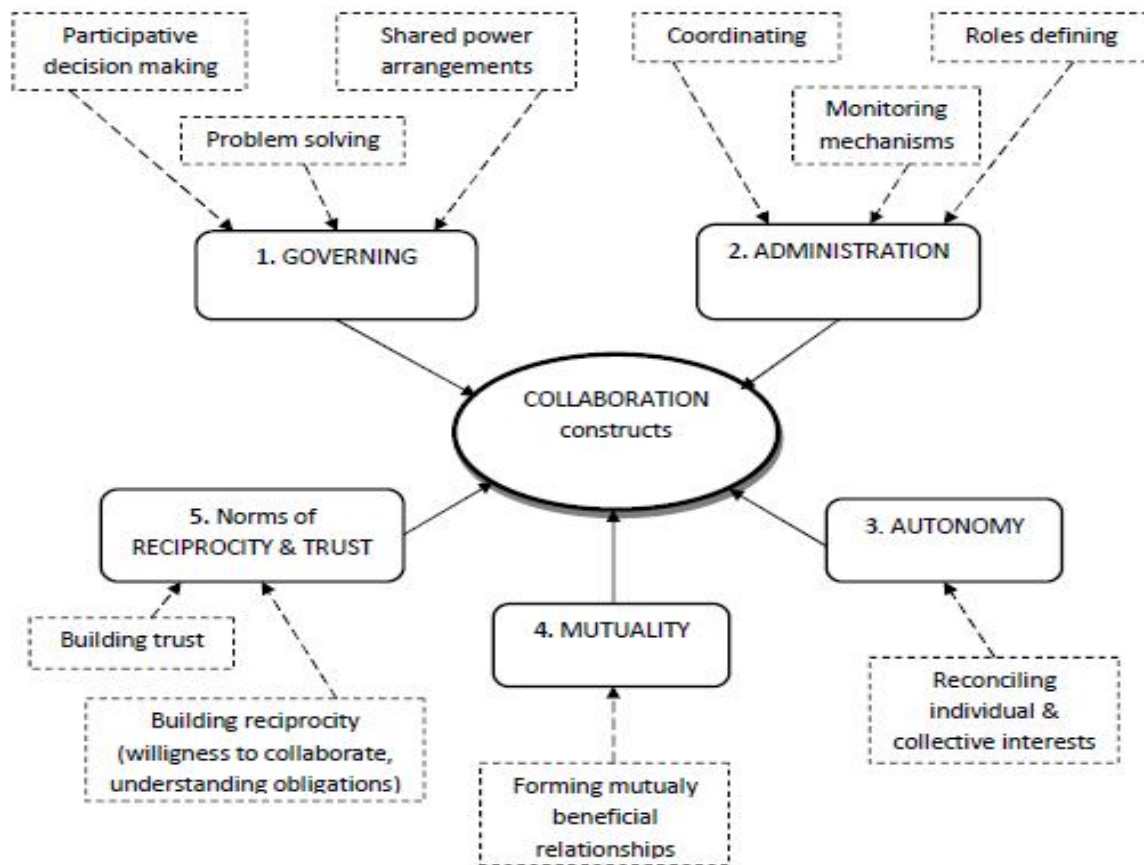 Participative
decision making
Shared power
arrangements
Problem solving
Coordinating
Roles defining
Monitoring
mechanisms
1. GOVERNING
2. ADMINISTRATION
COLLABORATION
constructs
5. Norms of
RECIPROCITY & TRUST
3. AUTONOMY
4. MUTUALITY
Building trust
Building reciprocity
(willigness to collaborate,
understanding obligations)
Reconciling
individual &
collective interests
Forming mutualy
beneficial
relationships